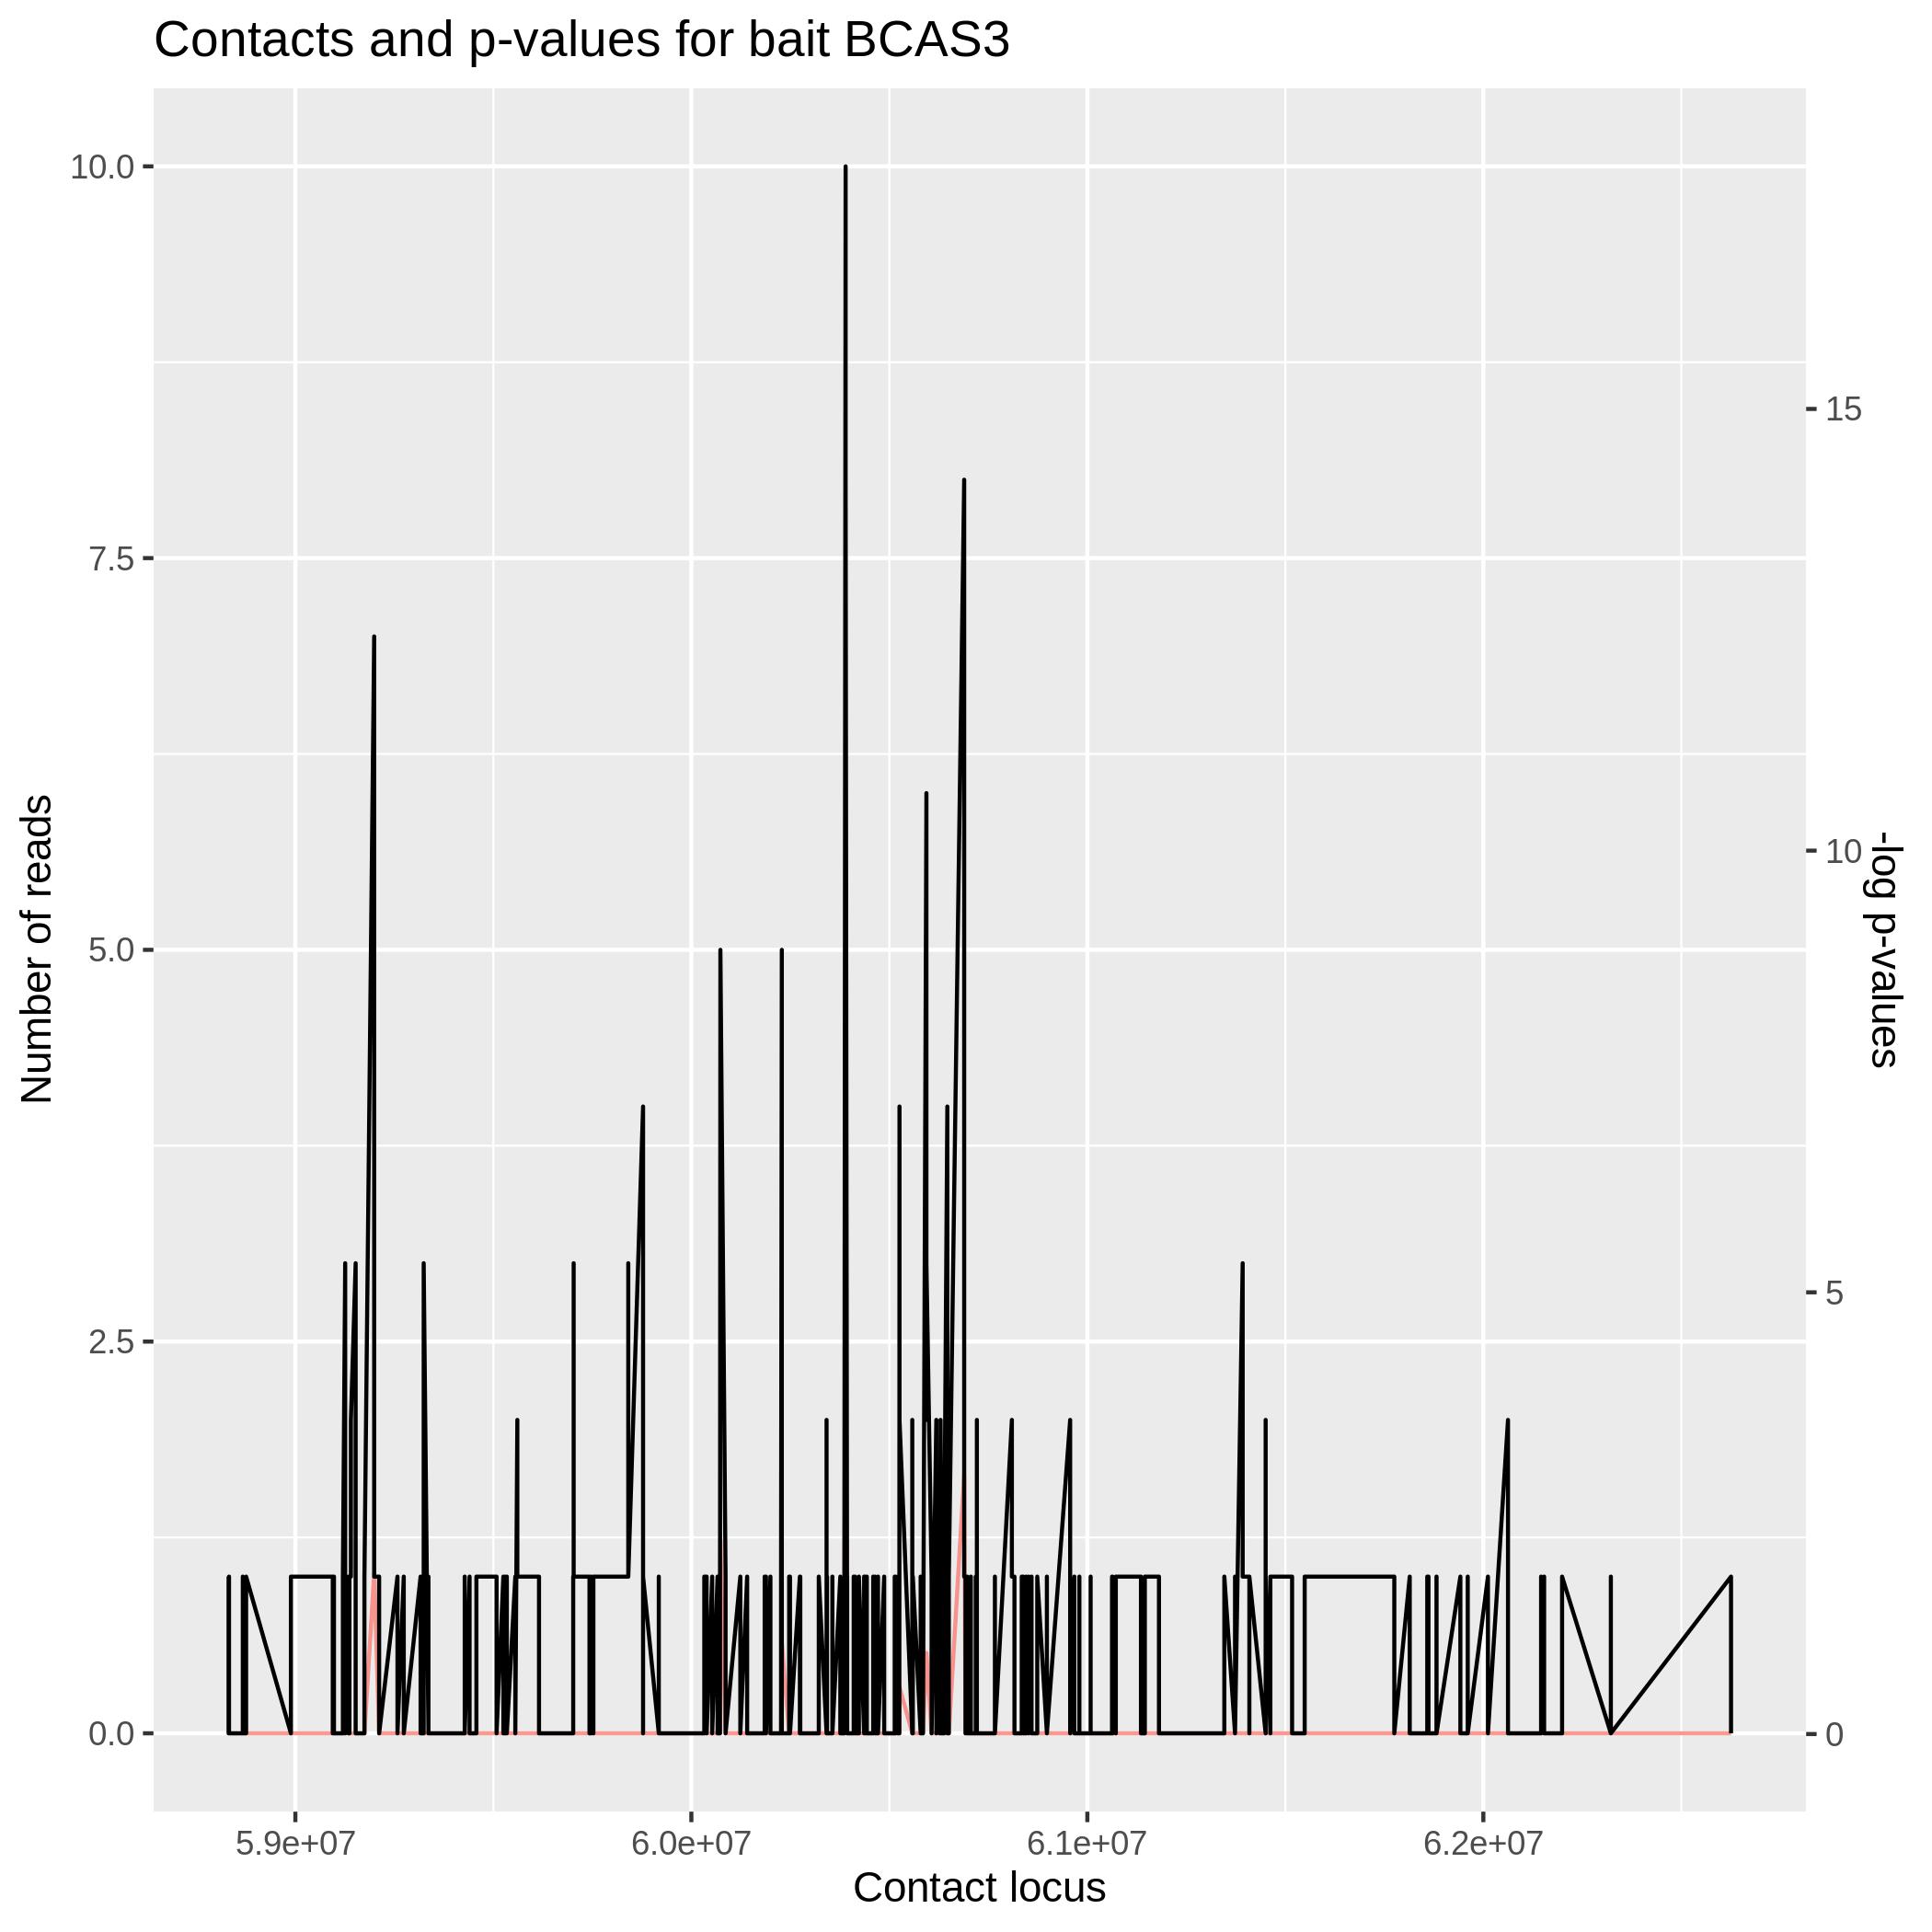 Contacts and p-values for bait BCAS3
10.0
7.5
5.0
2.5
0.0
Number of reads
15
10
5
0
-log p-values
5.9e+07
6.0e+07
6.1e+07
6.2e+07
Contact locus